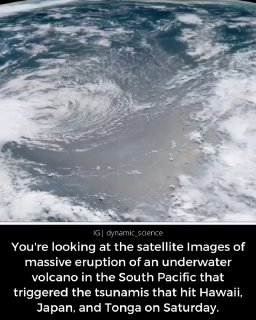 IG| dynamic_science
You're looking at the satellite Images of
massive eruption of an underwater
volcano in the South Pacific that
triggered the tsunamis that hit Hawaii,
Japan, and Tonga on Saturday.